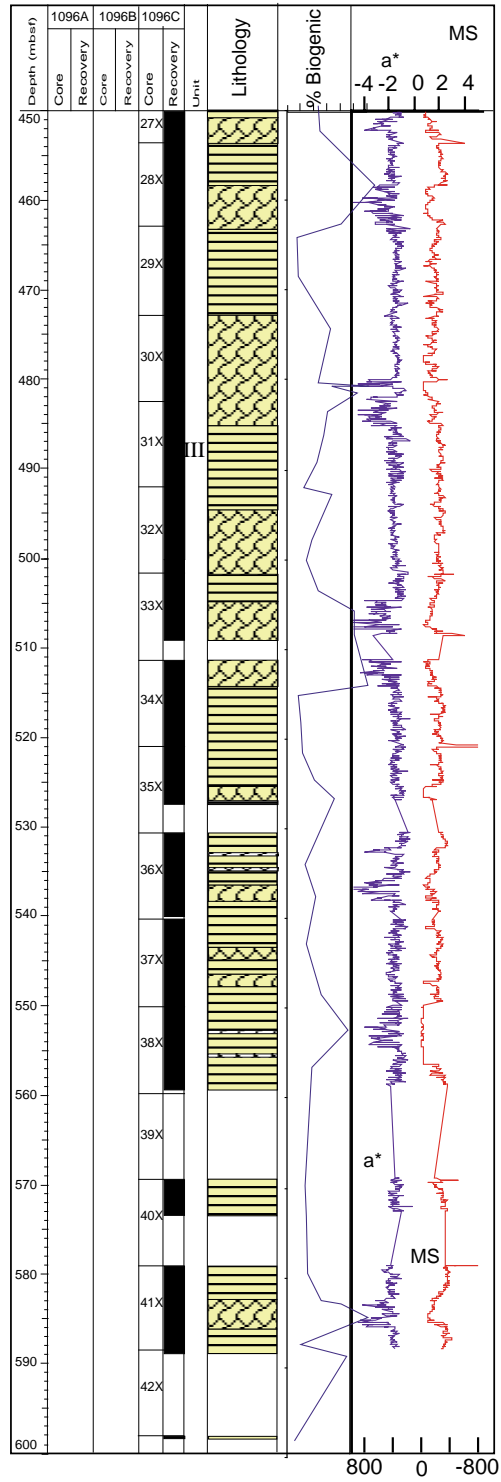 1096A 1096B 1096C
Depth (mbsf)
Core
Recovery
Core
Recovery
Core
Recovery
Unit
Lithology
% Biogenic
a*
MS
-4 -2 0 2 4
450
27X
28X
460
29X
470
30X
480
31X
III
490
32X
500
33X
510
34X
520
35X
530
36X
540
37X
550
38X
560
39X
a*
570
40X
MS
580
41X
590
42X
600
800 0 -800